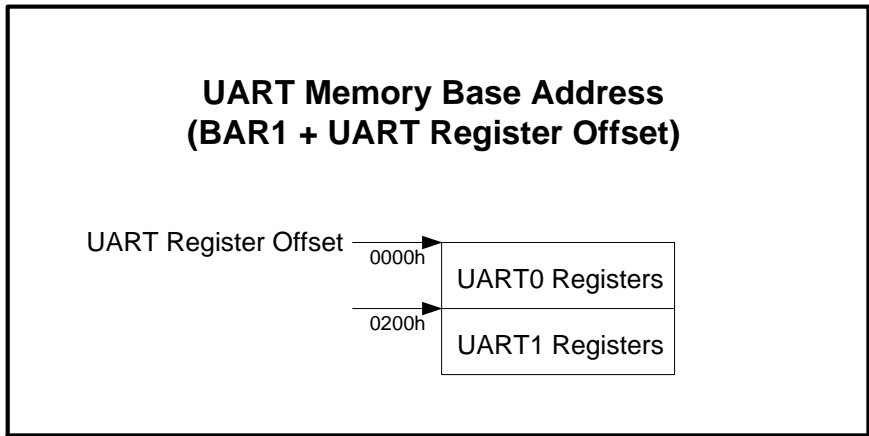 UART Memory Base Address
(BAR1 + UART Register Offset)
UART Register Offset
0000h
UART0 Registers
0200h
UART1 Registers